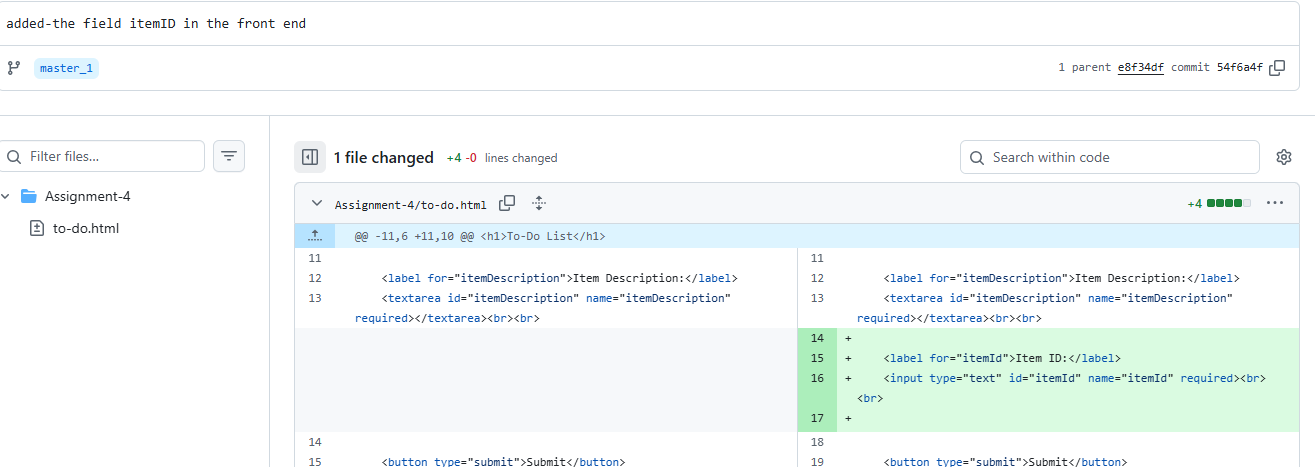 added-the field itemID in the front end
master_1
1 parent e8f34df commit 54f6a4f
Filter files...
Assignment-4
to-do.html
1 file changed +4 -0 lines changed
Search within code
Assignment-4/to-do.html
+4
@@ -11,6 +11,10 @@ <h1>To-Do List</h1>
11
12 <label for="itemDescription">Item Description:</label>
13 <textarea id="itemDescription" name="itemDescription"
required></textarea><br><br>
14
15 <button type="submit">Submit</button>
11
12 <label for="itemDescription">Item Description:</label>
13 <textarea id="itemDescription" name="itemDescription"
required></textarea><br><br>
14 +
15 + <label for="itemId">Item ID:</label>
16 + <input type="text" id="itemId" name="itemId" required><br>
<br>
17 +
18
19 <button type="submit">Submit</button>